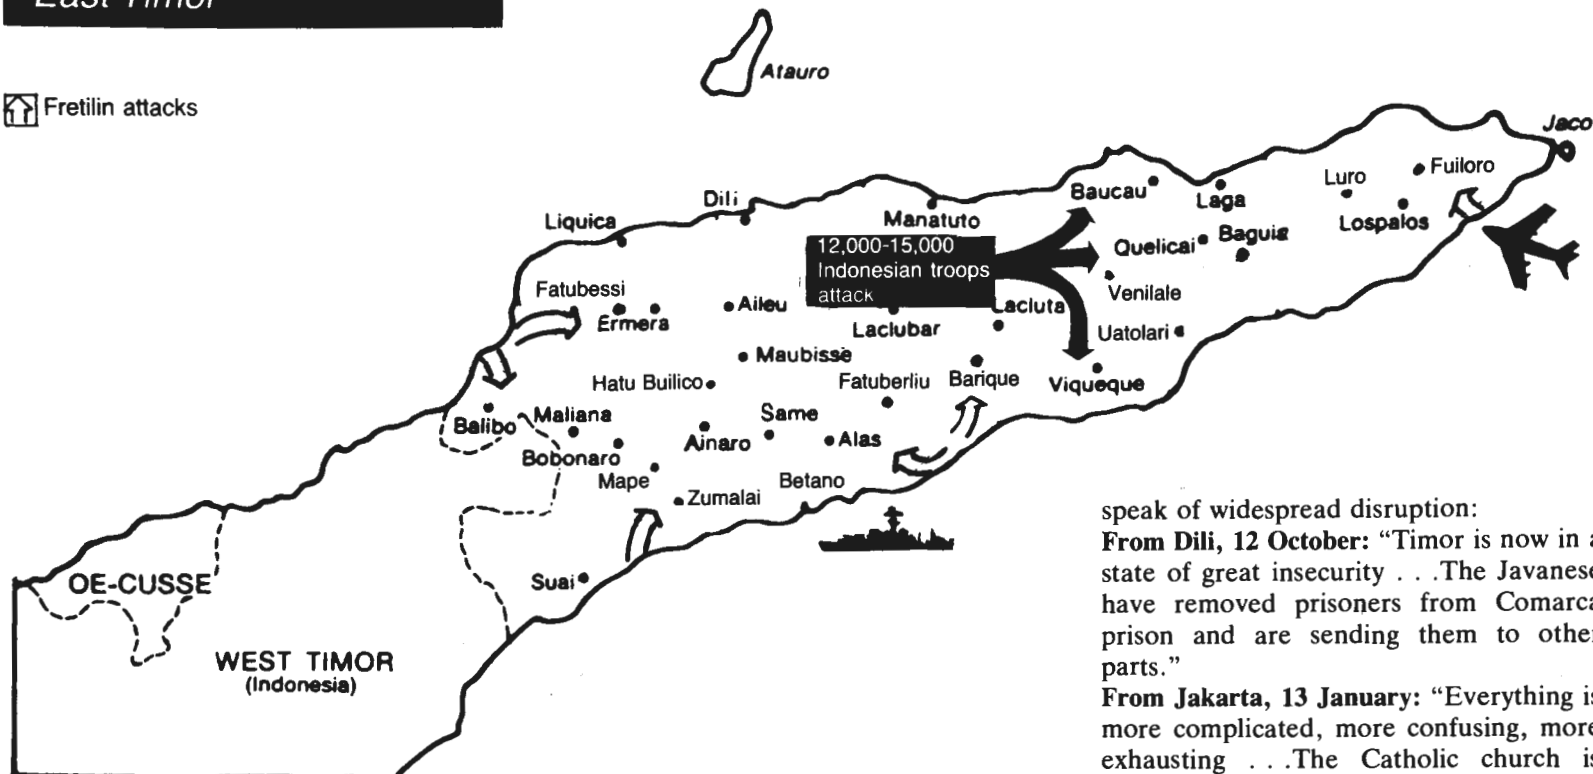 East Timor
Fretilin attacks
Atauro
Jaco
Fuiloro
Luro
Baucau
Laga
Lospalos
Dili
Liquica
Manatuto
12,000-15,000
Indonesian troops
attack
Quelicai
Baguia
Venilale
Fatubessi
Ermera
Aileu
Laclubar
Lacluta
Uatolari
Maubisse
Hatu Builico
Fatuberliu
Barique
Viqueque
Balibo
Maliana
Same
Ainaro
Alas
Bobonaro
Mape
Zumalai
Betano
Suai
OE-CUSSE
WEST TIMOR
(Indonesia)
speak of widespread disruption:
From Dili, 12 October: “Timor is now in a
state of great insecurity . . .The Javanese
have removed prisoners from Comarca
prison and are sending them to other
parts.”
From Jakarta, 13 January: “Everything is
more complicated, more confusing, more
exhausting . . .The Catholic church is